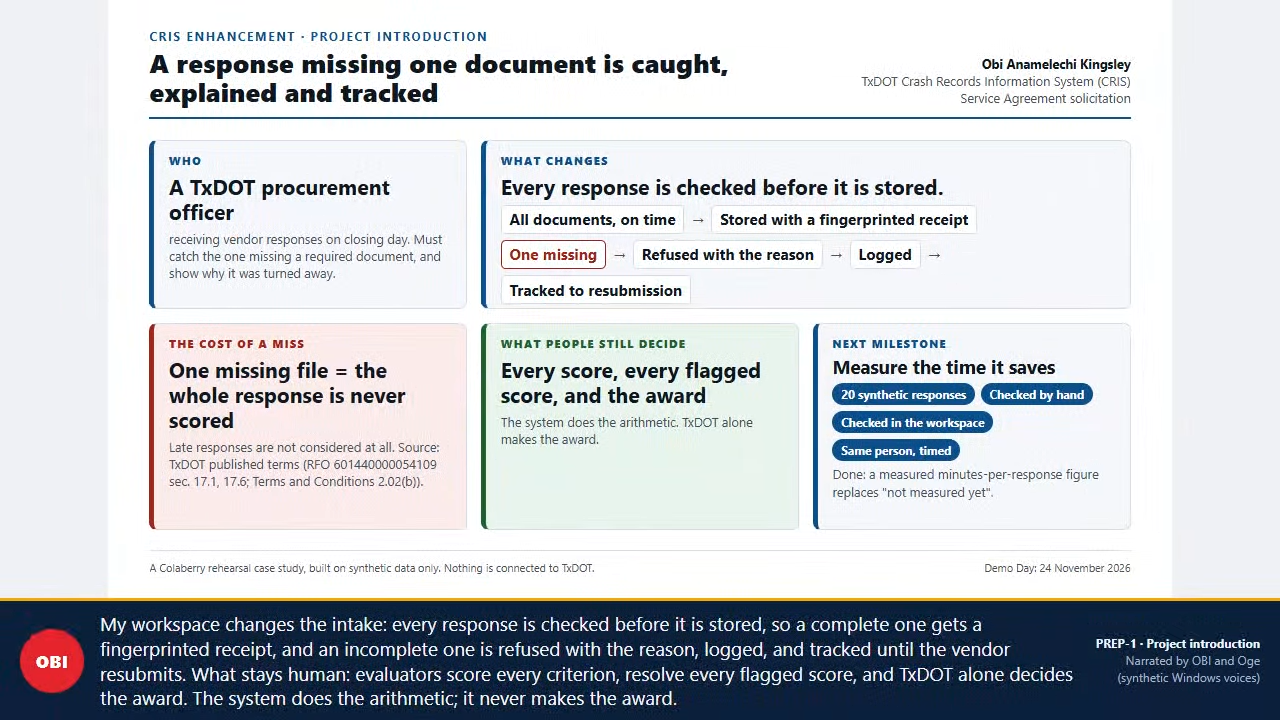 CRIS ENHANCEMENT · PROJECT INTRODUCTION
A response missing one document is caught,
explained and tracked
Obi Anamelechi Kingsley
TxDOT Crash Records Information System (CRIS)
Service Agreement solicitation
WHO
A TxDOT procurement
officer
receiving vendor responses on closing day. Must
catch the one missing a required document, and
show why it was turned away.
WHAT CHANGES
Every response is checked before it is stored.
All documents, on time → Stored with a fingerprinted receipt
One missing → Refused with the reason → Logged →
Tracked to resubmission
THE COST OF A MISS
One missing file = the
whole response is never
scored
Late responses are not considered at all. Source:
TxDOT published terms (RFO 601440000054109
sec. 17.1, 17.6; Terms and Conditions 2.02(b)).
WHAT PEOPLE STILL DECIDE
Every score, every flagged
score, and the award
The system does the arithmetic. TxDOT alone
makes the award.
NEXT MILESTONE
Measure the time it saves
20 synthetic responses Checked by hand
Checked in the workspace
Same person, timed
Done: a measured minutes-per-response figure
replaces "not measured yet".
A Colaberry rehearsal case study, built on synthetic data only. Nothing is connected to TxDOT.
Demo Day: 24 November 2026
OBI
My workspace changes the intake: every response is checked before it is stored, so a complete one gets a
fingerprinted receipt, and an incomplete one is refused with the reason, logged, and tracked until the vendor
resubmits. What stays human: evaluators score every criterion, resolve every flagged score, and TxDOT alone decides
the award. The system does the arithmetic; it never makes the award.
PREP-1 · Project introduction
Narrated by OBI and Oge
(synthetic Windows voices)